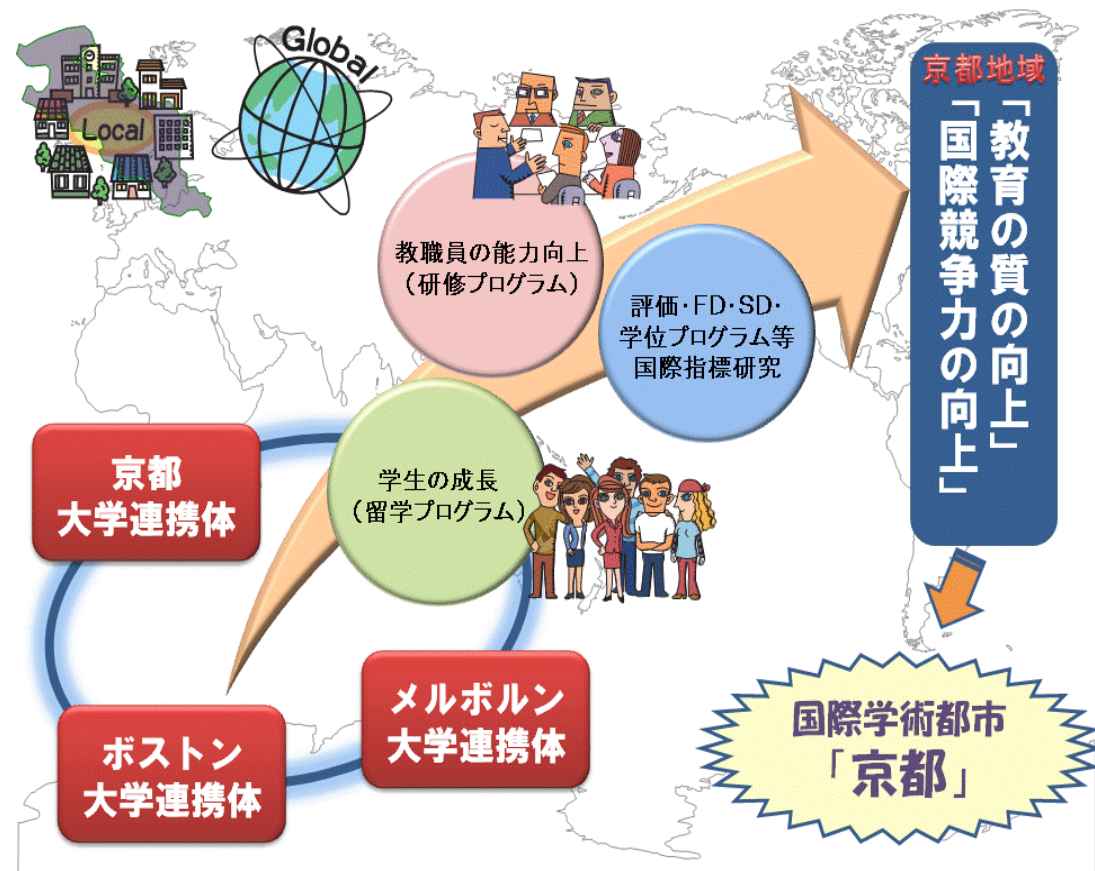 Local
Global
京都地域
「教育の質の向上」
「国際競争力の向上」
教職員の能力向上
（研修プログラム）
評価・FD・SD・
学位プログラム等
国際指標研究
学生の成長
（留学プログラム）
京都
大学連携体
メルボルン
大学連携体
ボストン
大学連携体
国際学術都市
「京都」